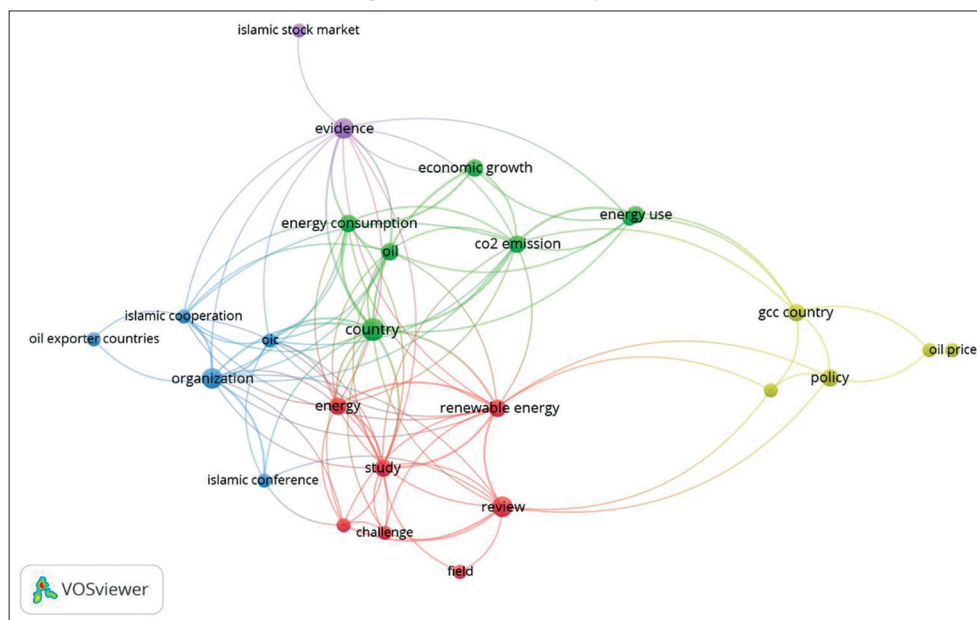 islamic stock market
evidence
economic growth
energy consumption
energy use
co2 emission
oil
gcc country
islamic cooperation
country
oil exporter countries
oic
oil price
organization
policy
energy
renewable energy
study
islamic conference
review
challenge
field
VOSviewer